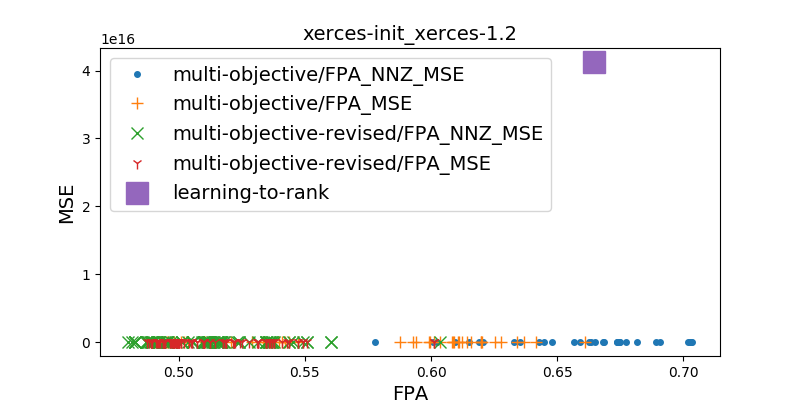 xerces-init_xerces-1.2
1e16
multi-objective/FPA_NNZ_MSE
multi-objective/FPA_MSE
multi-objective-revised/FPA_NNZ_MSE
multi-objective-revised/FPA_MSE
learning-to-rank
MSE
4
3
2
1
0
0.50 0.55 0.60 0.65 0.70
FPA